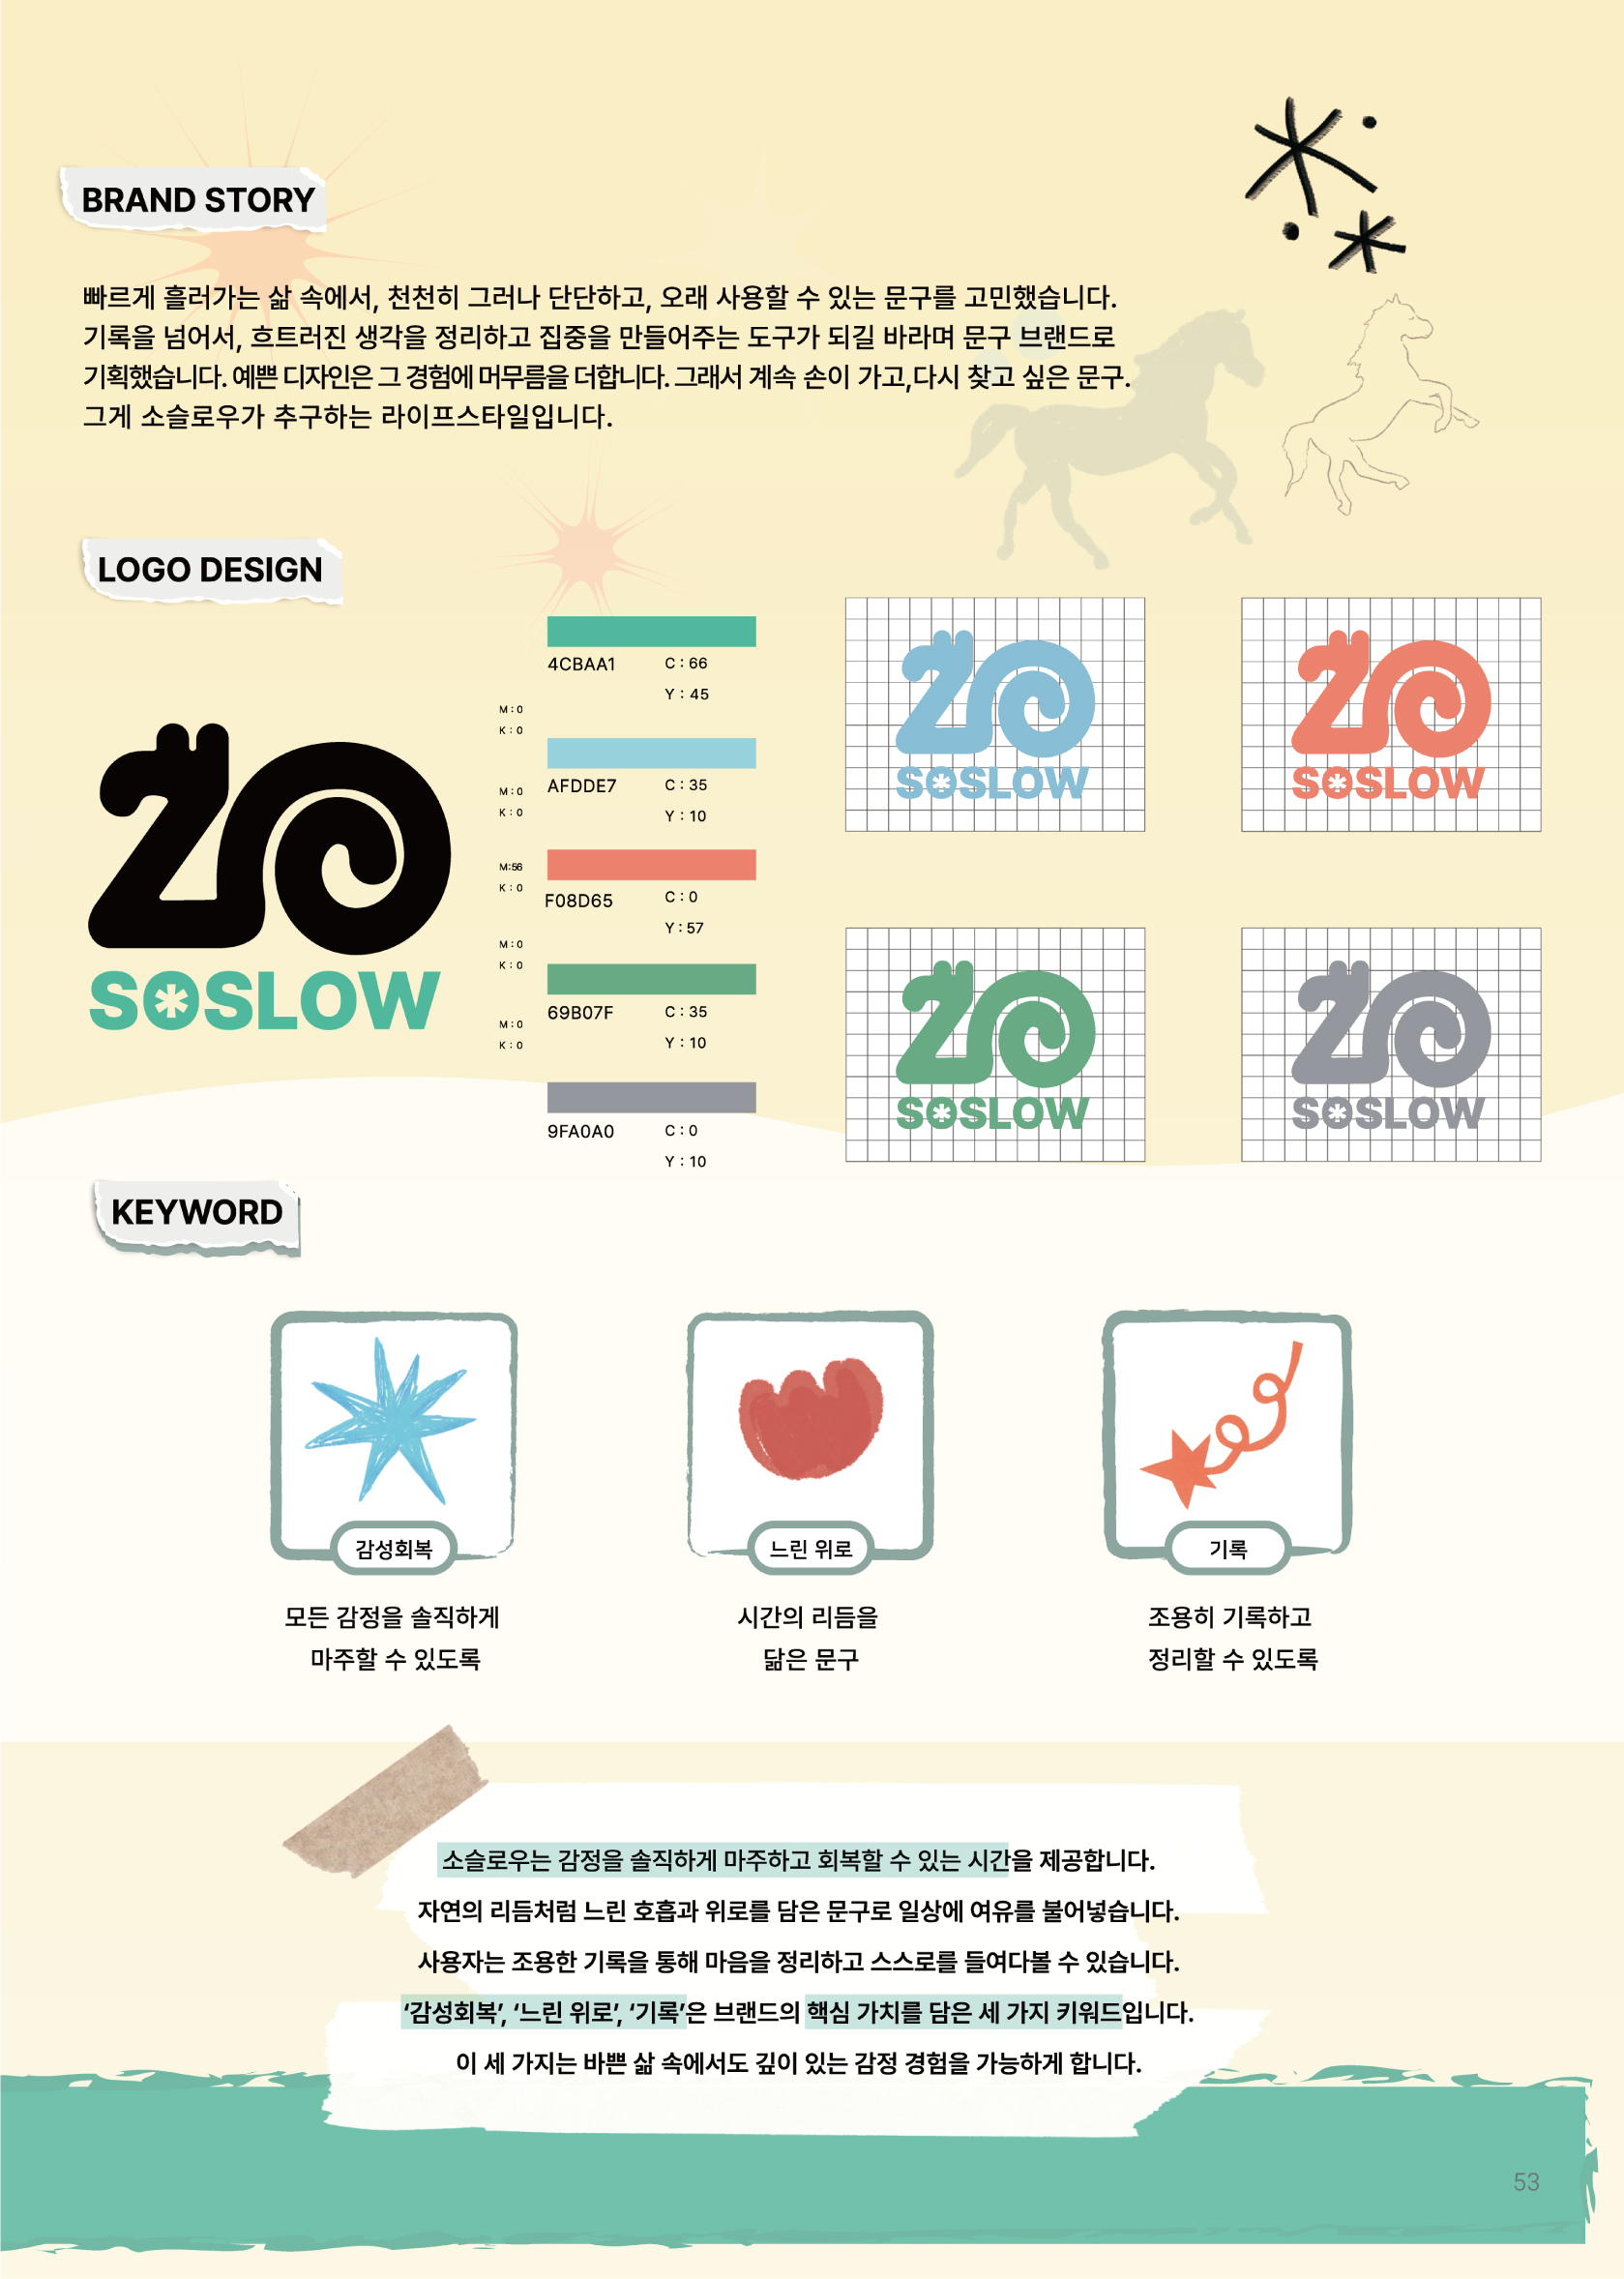 BRAND STORY
빠르게 흘러가는 삶 속에서, 천천히 그러나 단단하고, 오래 사용할 수 있는 문구를 고민했습니다.
기록을 넘어서, 흐트러진 생각을 정리하고 집중을 만들어주는 도구가 되길 바라며 문구 브랜드로
기획했습니다. 예쁜 디자인은 그 경험에 머무름을 더합니다. 그래서 계속 손이 가고,다시 찾고 싶은 문구.
그게 소슬로우가 추구하는 라이프스타일입니다.
LOGO DESIGN
SOSLOW
4CBAA1 C : 66
Y : 45
M : 0
K : 0
AFDDE7 C : 35
Y : 10
M : 0
K : 0
F08D65 C : 0
Y : 57
M:56
K : 0
69B07F C : 35
Y : 10
M : 0
K : 0
9FA0A0 C : 0
Y : 10
M : 0
K : 0
SOSLOW
SOSLOW
SOSLOW
SOSLOW
KEYWORD
감성회복
모든 감정을 솔직하게
마주할 수 있도록
느린 위로
시간의 리듬을
닮은 문구
기록
조용히 기록하고
정리할 수 있도록
소슬로우는 감정을 솔직하게 마주하고 회복할 수 있는 시간을 제공합니다.
자연의 리듬처럼 느린 호흡과 위로를 담은 문구로 일상에 여유를 불어넣습니다.
사용자는 조용한 기록을 통해 마음을 정리하고 스스로를 들여다볼 수 있습니다.
‘감성회복’, ‘느린 위로’, ‘기록’은 브랜드의 핵심 가치를 담은 세 가지 키워드입니다.
이 세 가지는 바쁜 삶 속에서도 깊이 있는 감정 경험을 가능하게 합니다.
53